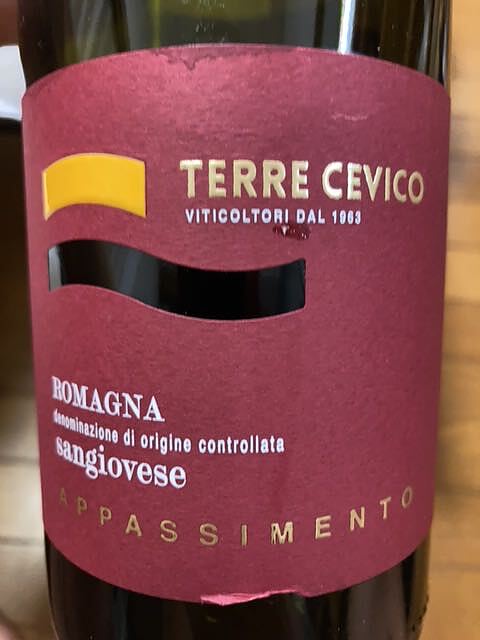 TERRE CEVICO
VITICOLTORI DAL 1963
ROMAGNA
denominazione di origine controllata
sangiovese
APPASSIMENTO